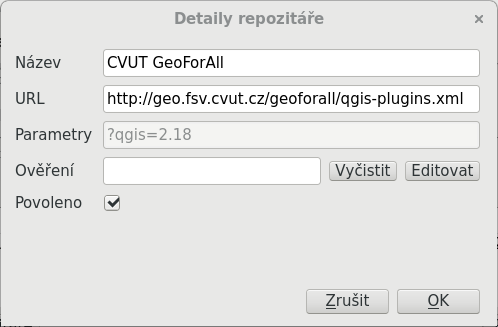 Detaily repozitáře
Název CVUT GeoForAll
URL http://geo.fsv.cvut.cz/geoforall/qgis-plugins.xml
Parametry ?qgis=2.18
Ověření Vyčistit Editovat
Povoleno
Zrušit OK